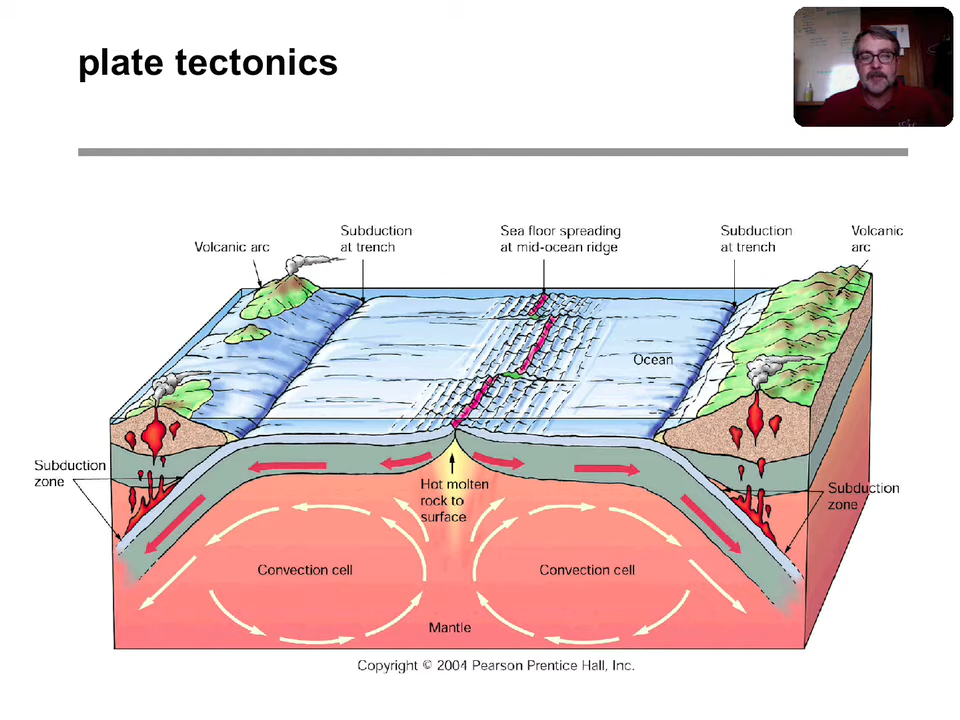 plate tectonics
Volcanic arc
Subduction
at trench
Sea floor spreading
at mid-ocean ridge
Subduction
at trench
Volcanic
arc
Ocean
Subduction
zone
Hot molten
rock to
surface
Subduction
zone
Convection cell
Convection cell
Mantle
Copyright © 2004 Pearson Prentice Hall, Inc.